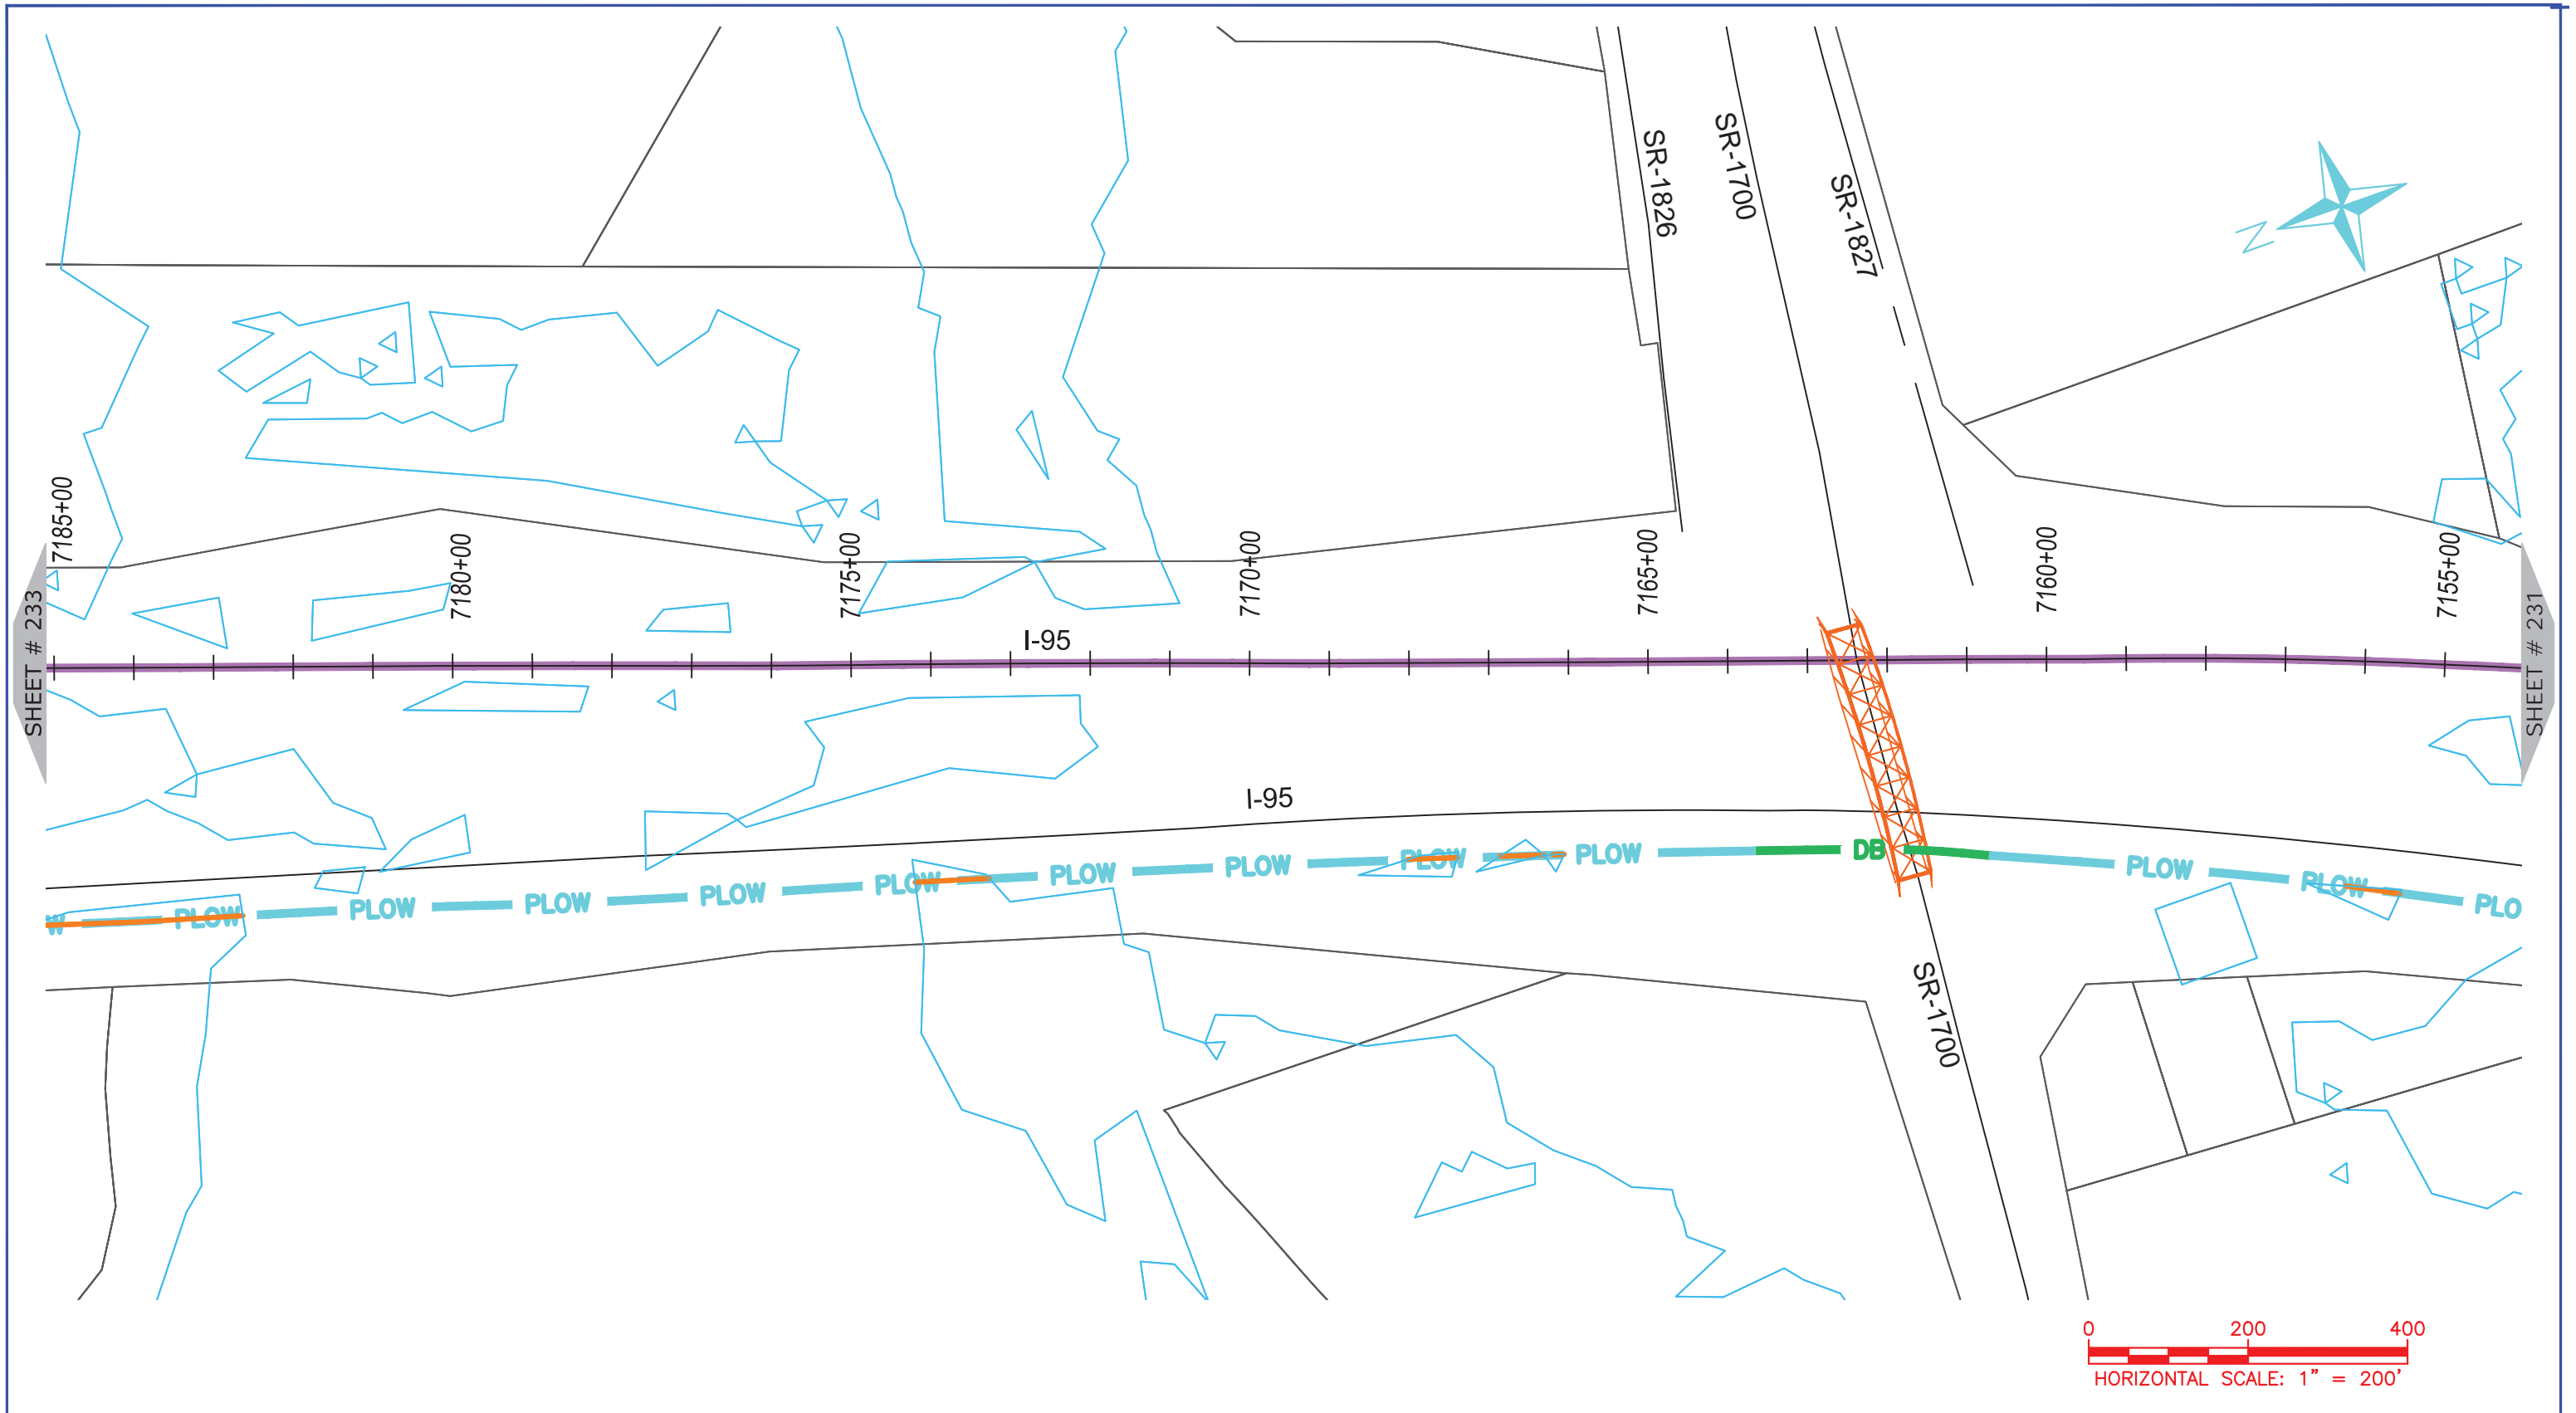 SR-1826
SR-1700
SR-1827
N
7185+00
7180+00
7175+00
7170+00
7165+00
7160+00
7155+00
SHEET # 233
I-95
SHEET # 231
I-95
W PLOW PLOW PLOW PLOW PLOW PLOW PLOW PLOW PLOW DB PLOW PLOW PLO
SR-1700
0 200 400
HORIZONTAL SCALE: 1" = 200'